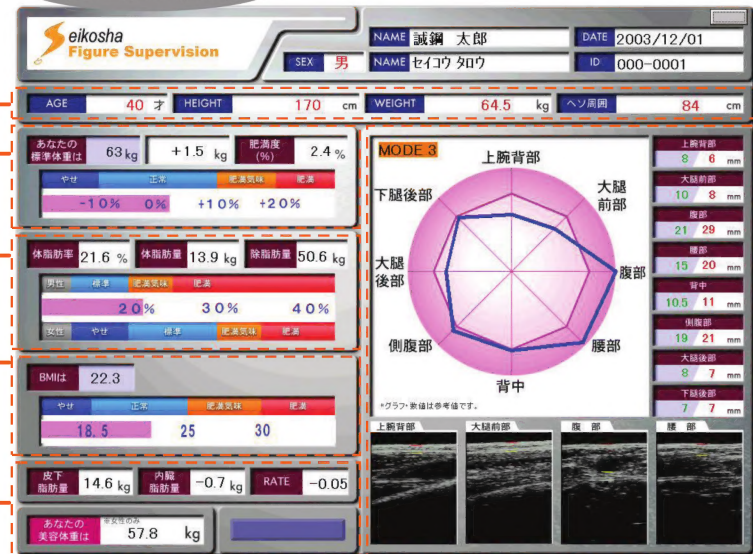 Seikosha
Figure Supervision
SEX 男
NAME 誠鋼 太郎
NAME セイコウ タロウ
DATE 2003/12/01
ID 000-0001
AGE 40 才 HEIGHT 170 cm WEIGHT 64.5 kg ヘソ周囲 84 cm
あなたの
標準体重は 63 kg +1.5 kg 肥満度
(%) 2.4 %
やせ 正常 肥満気味 肥満
-10% 0% +10% +20%
体脂肪率 21.6 % 体脂肪量 13.9 kg 除脂肪量 50.6 kg
男性 標準 肥満気味 肥満
20% 30% 40%
女性 やせ 標準 肥満気味 肥満
BMIは 22.3
やせ 正常 肥満気味 肥満
18.5 25 30
皮下
脂肪量 14.6 kg 内臓
脂肪量 -0.7 kg RATE -0.05
あなたの
美容体重は ※女性のみ
57.8 kg
MODE 3
上腕背部
大腿
前部
腹部
腰部
背中
側腹部
大腿
後部
下腿後部
*グラフ・数値は参考値です。
上腕背部
8 6 mm
大腿前部
10 8 mm
腹部
21 29 mm
腰部
15 20 mm
背中
10.5 11 mm
側腹部
19 21 mm
大腿後部
8 7 mm
下腿後部
7 7 mm
上腕背部 大腿前部 腹 部 腰 部